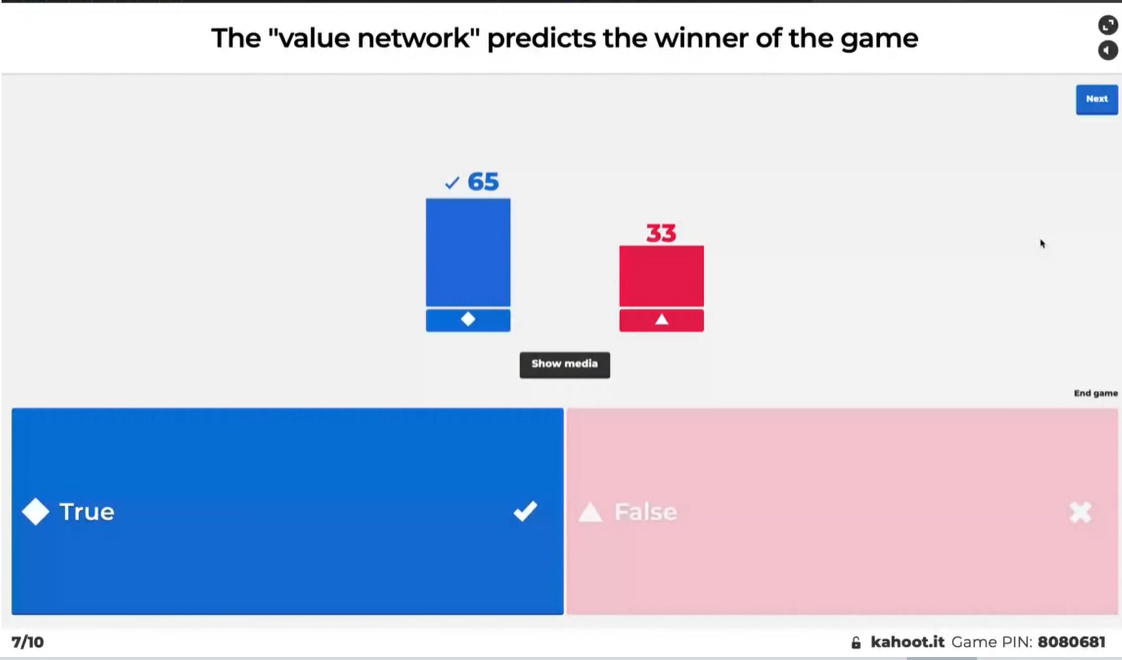 The "value network" predicts the winner of the game
Next
65
33
Show media
End game
True
False
7/10
kahoot.it Game PIN: 8080681